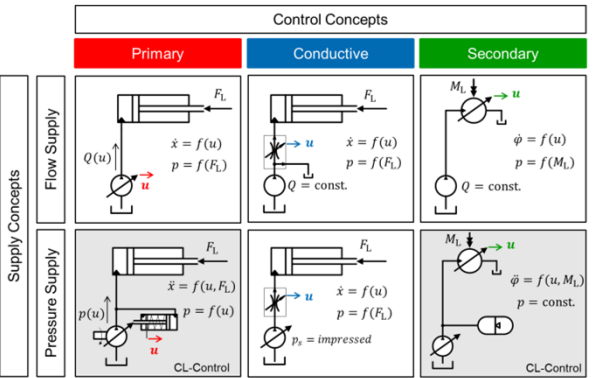 Control Concepts
Primary
Conductive
Secondary
Supply Concepts
Flow Supply
F_L
Q(u)
u
ẋ = f(u)
p = f(F_L)
F_L
u
ẋ = f(u)
p = f(F_L)
Q = const.
M_L
u
φ̇ = f(u)
p = f(M_L)
Q = const.
Pressure Supply
F_L
ẍ = f(u, F_L)
p(u)
p = f(u)
u
CL-Control
F_L
u
ẋ = f(u)
p = f(F_L)
p_s = impressed
M_L
u
φ̈ = f(u, M_L)
p = const.
CL-Control